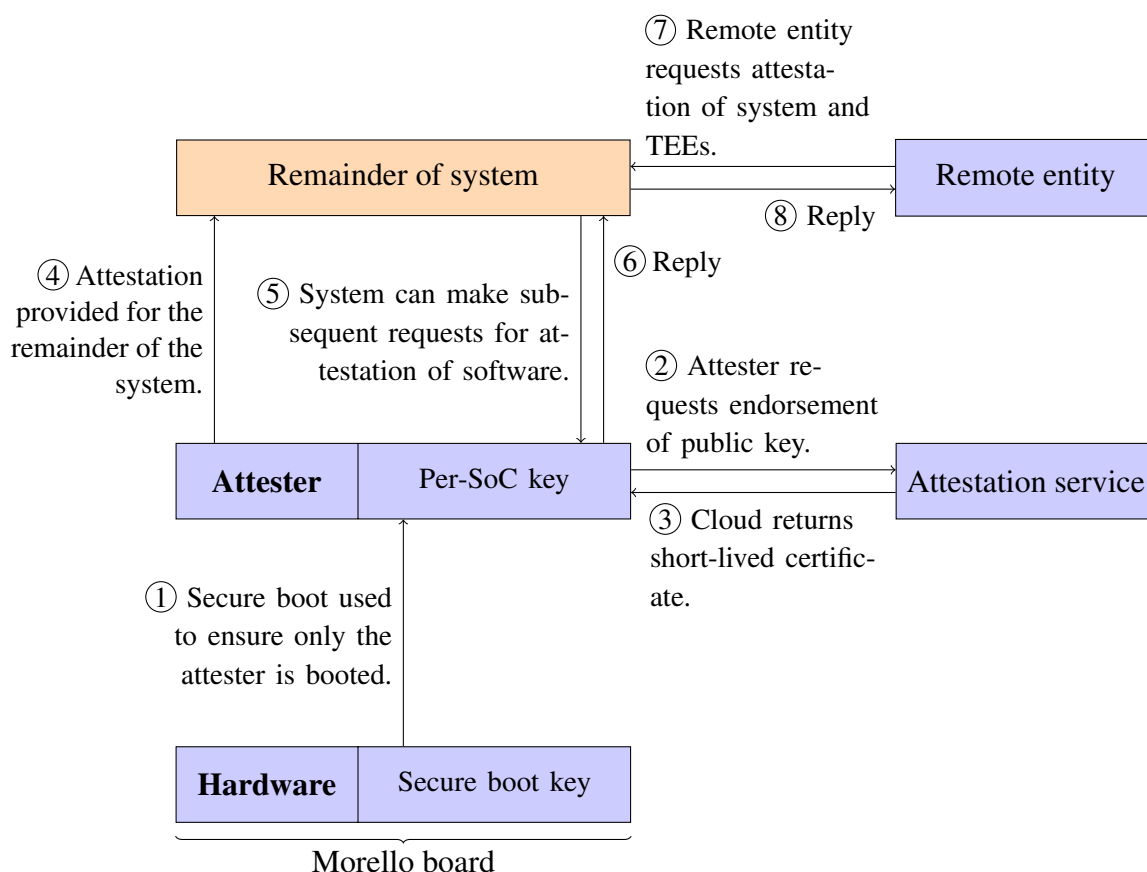 ⑦ Remote entity
requests attesta-
tion of system and
TEEs.
Remainder of system
Remote entity
⑧ Reply
④ Attestation
provided for the
remainder of the
system.
⑤ System can make sub-
sequent requests for at-
testation of software.
⑥ Reply
② Attester re-
quests endorsement
of public key.
Attester
Per-SoC key
Attestation service
③ Cloud returns
short-lived certific-
ate.
① Secure boot used
to ensure only the
attester is booted.
Hardware
Secure boot key
Morello board